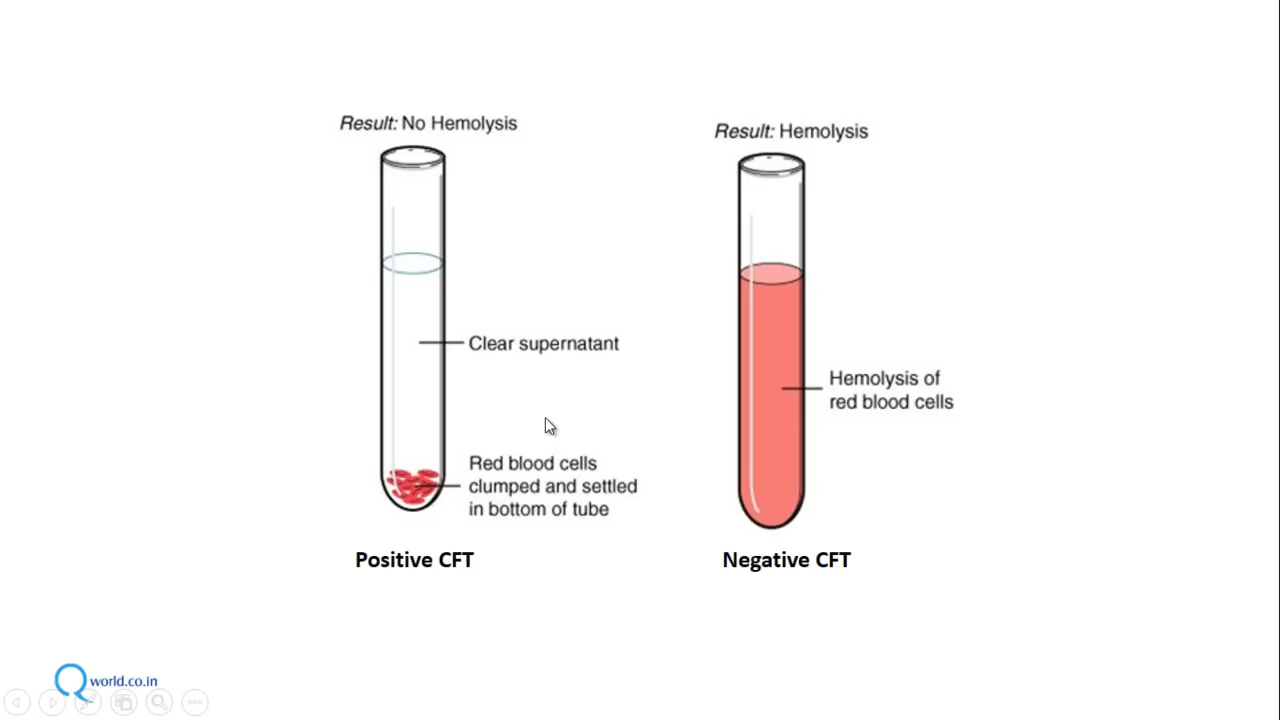 Result: No Hemolysis
Clear supernatant
Red blood cells
clumped and settled
in bottom of tube
Positive CFT
Result: Hemolysis
Hemolysis of
red blood cells
Negative CFT
Qworld.co.in